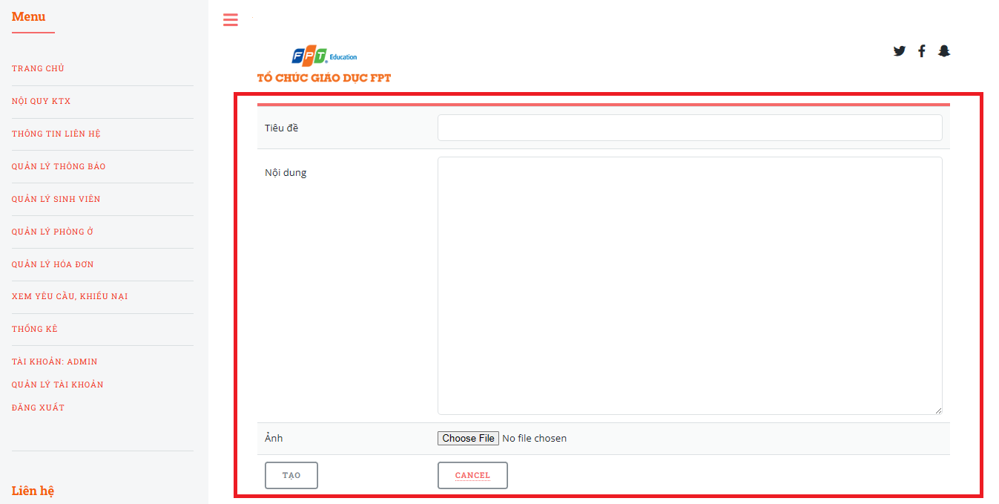 Menu
TRANG CHỦ
NỘI QUY KTX
THÔNG TIN LIÊN HỆ
QUẢN LÝ THÔNG BÁO
QUẢN LÝ SINH VIÊN
QUẢN LÝ PHÒNG Ở
QUẢN LÝ HÓA ĐƠN
XEM YÊU CẦU, KHIẾU NẠI
THỐNG KÊ
TÀI KHOẢN: ADMIN
QUẢN LÝ TÀI KHOẢN
ĐĂNG XUẤT
Liên hệ
FPT Education
TỔ CHỨC GIÁO DỤC FPT
Tiêu đề
Nội dung
Ảnh Choose File No file chosen
TẠO CANCEL